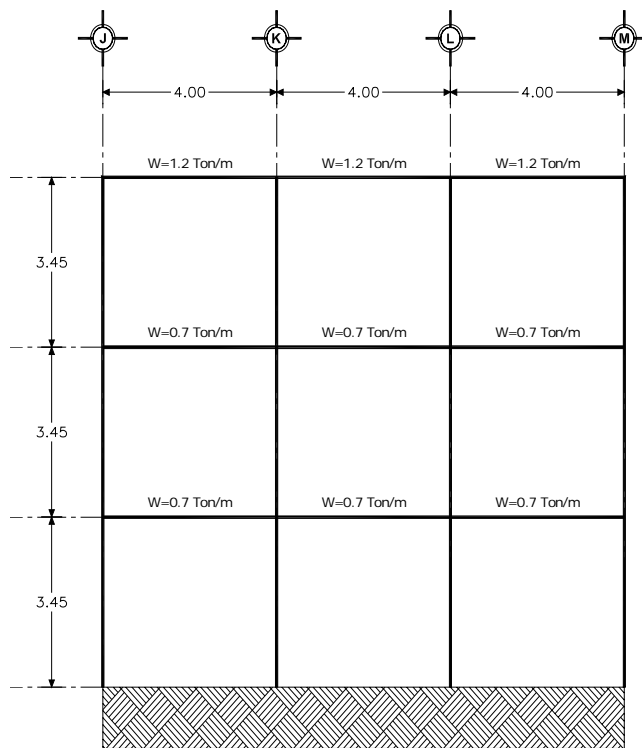 J K L M
4.00 4.00 4.00
W=1.2 Ton/m W=1.2 Ton/m W=1.2 Ton/m
3.45
W=0.7 Ton/m W=0.7 Ton/m W=0.7 Ton/m
3.45
W=0.7 Ton/m W=0.7 Ton/m W=0.7 Ton/m
3.45